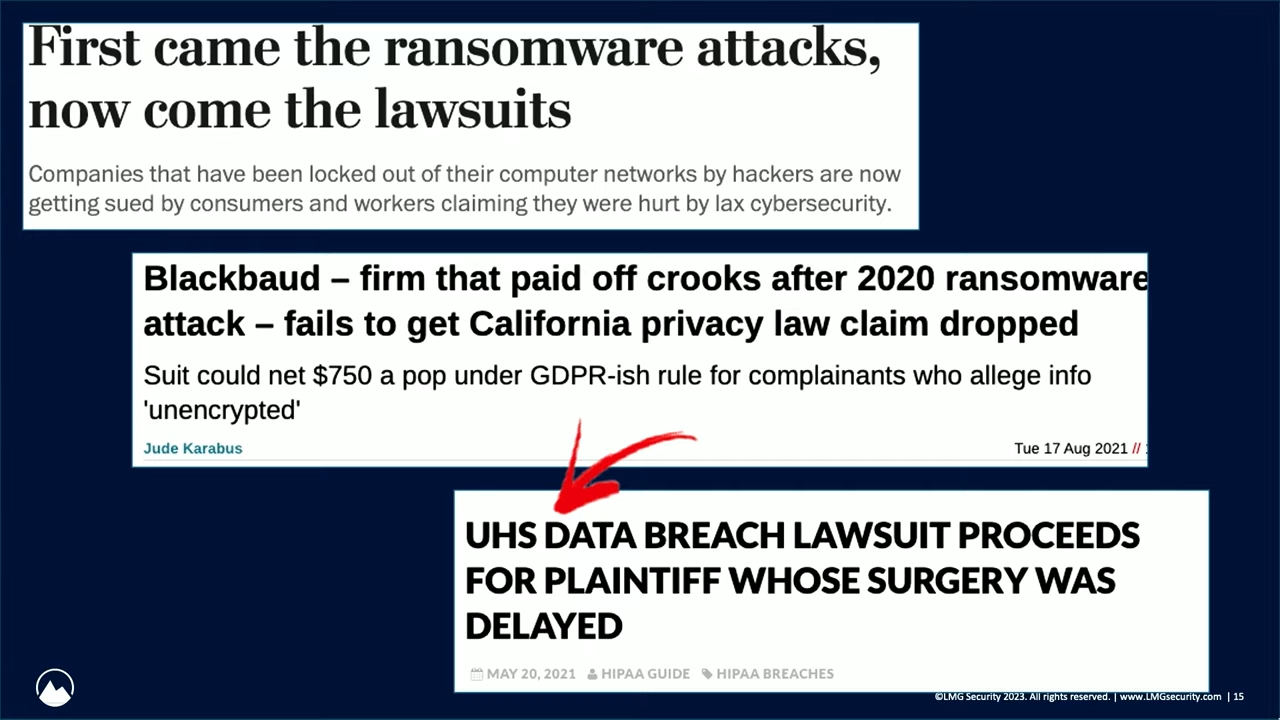 First came the ransomware attacks,
now come the lawsuits
Companies that have been locked out of their computer networks by hackers are now
getting sued by consumers and workers claiming they were hurt by lax cybersecurity.
Blackbaud – firm that paid off crooks after 2020 ransomware
attack – fails to get California privacy law claim dropped
Suit could net $750 a pop under GDPR-ish rule for complainants who allege info
'unencrypted'
Jude Karabus Tue 17 Aug 2021 //
UHS DATA BREACH LAWSUIT PROCEEDS
FOR PLAINTIFF WHOSE SURGERY WAS
DELAYED
MAY 20, 2021 HIPAA GUIDE HIPAA BREACHES
©LMG Security 2023. All rights reserved. | www.LMGsecurity.com | 15